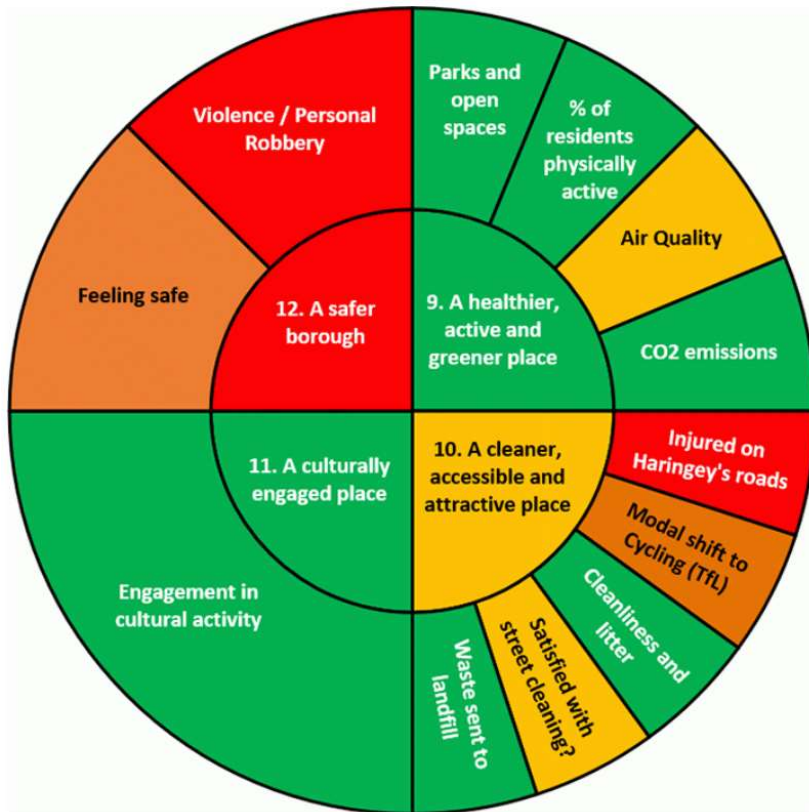 Violence / Personal
Robbery
Parks and
open
spaces
% of
residents
physically
active
Air Quality
CO2 emissions
Feeling safe
12. A safer
borough
9. A healthier,
active and
greener place
11. A culturally
engaged place
10. A cleaner,
accessible and
attractive place
Injured on
Haringey's roads
Modal shift to
Cycling (TfL)
Cleanliness and
litter
Satisfied with
street cleaning?
Waste sent to
landfill
Engagement in
cultural activity